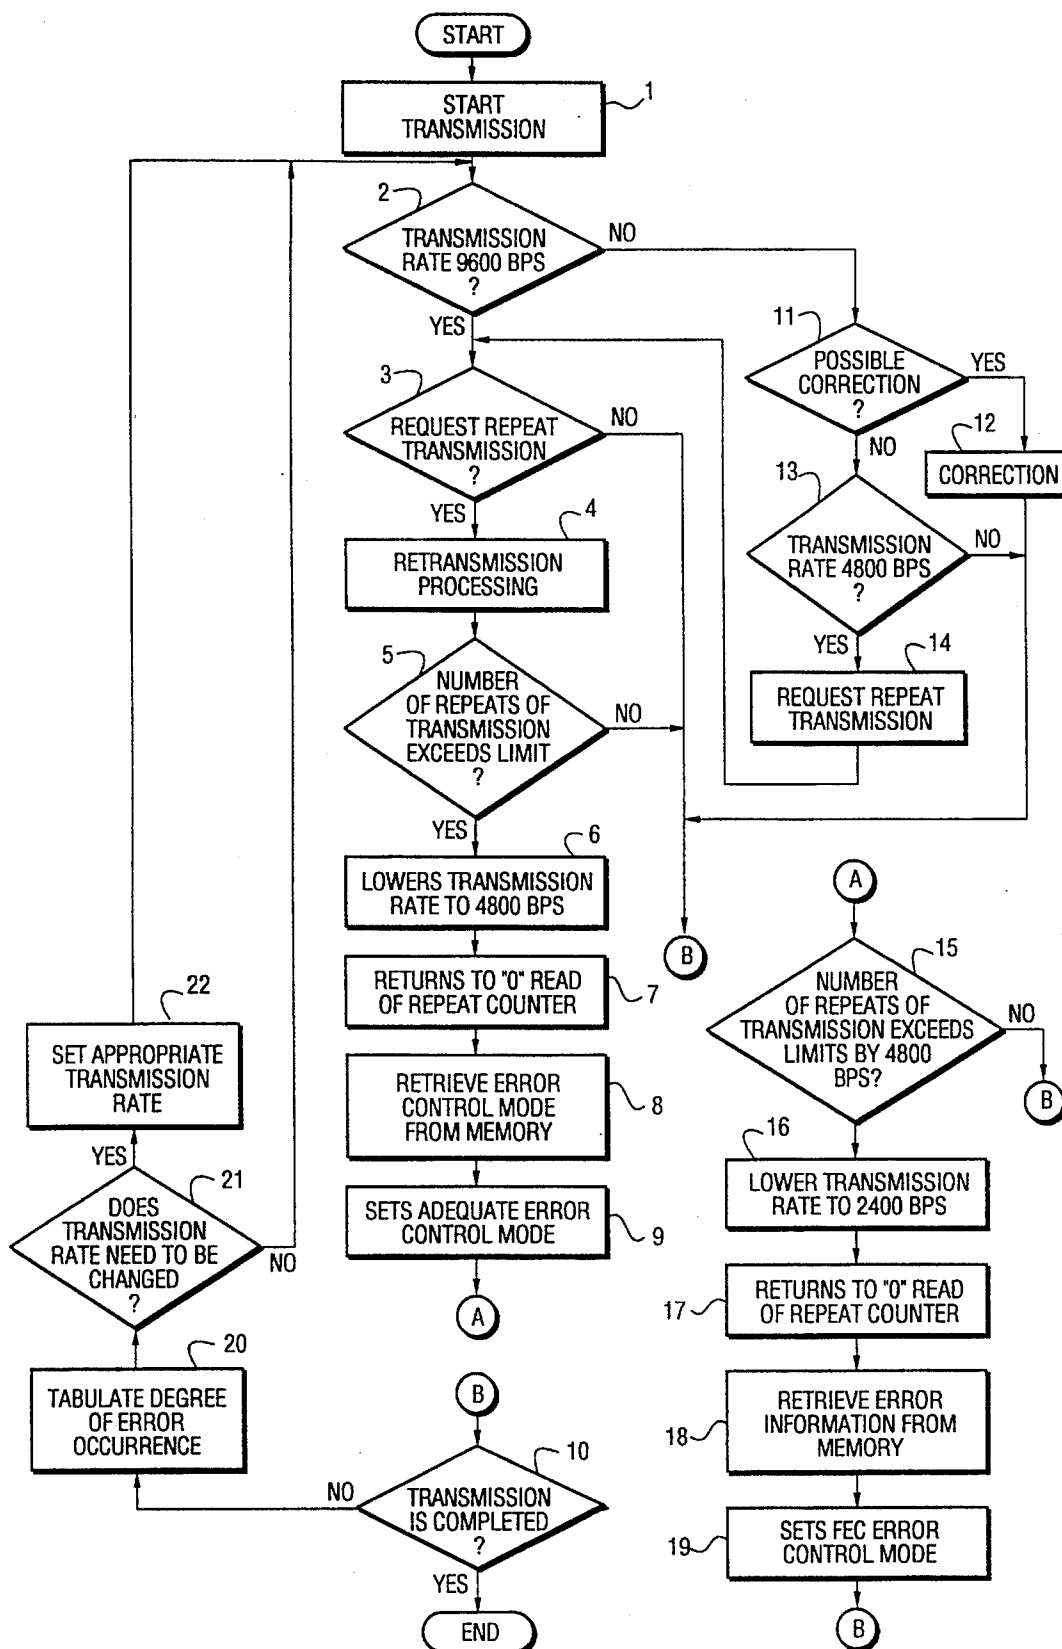 START
1
START
TRANSMISSION
2
TRANSMISSION
RATE 9600 BPS
?
NO
YES
11
POSSIBLE
CORRECTION
?
YES
NO
12
CORRECTION
3
REQUEST REPEAT
TRANSMISSION
?
NO
YES
13
TRANSMISSION
RATE 4800 BPS
?
NO
YES
4
RETRANSMISSION
PROCESSING
14
REQUEST REPEAT
TRANSMISSION
5
NUMBER
OF REPEATS OF
TRANSMISSION
EXCEEDS LIMIT
?
NO
YES
6
LOWERS TRANSMISSION
RATE TO 4800 BPS
B
7
RETURNS TO "0" READ
OF REPEAT COUNTER
8
RETRIEVE ERROR
CONTROL MODE
FROM MEMORY
9
SETS ADEQUATE ERROR
CONTROL MODE
A
A
15
NUMBER
OF REPEATS OF
TRANSMISSION EXCEEDS
LIMITS BY 4800
BPS?
NO
B
YES
16
LOWER TRANSMISSION
RATE TO 2400 BPS
17
RETURNS TO "0" READ
OF REPEAT COUNTER
18
RETRIEVE ERROR
INFORMATION FROM
MEMORY
19
SETS FEC ERROR
CONTROL MODE
B
22
SET APPROPRIATE
TRANSMISSION
RATE
YES
21
DOES
TRANSMISSION
RATE NEED TO BE
CHANGED
?
NO
20
TABULATE DEGREE
OF ERROR
OCCURRENCE
B
10
TRANSMISSION
IS COMPLETED
?
NO
YES
END